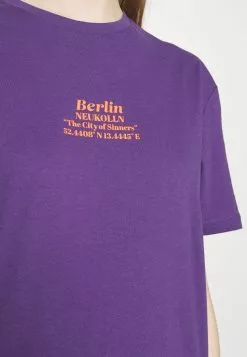 Berlin
NEUKOLLN
"The City of Sinners"
52.4408° N 13.4445° E